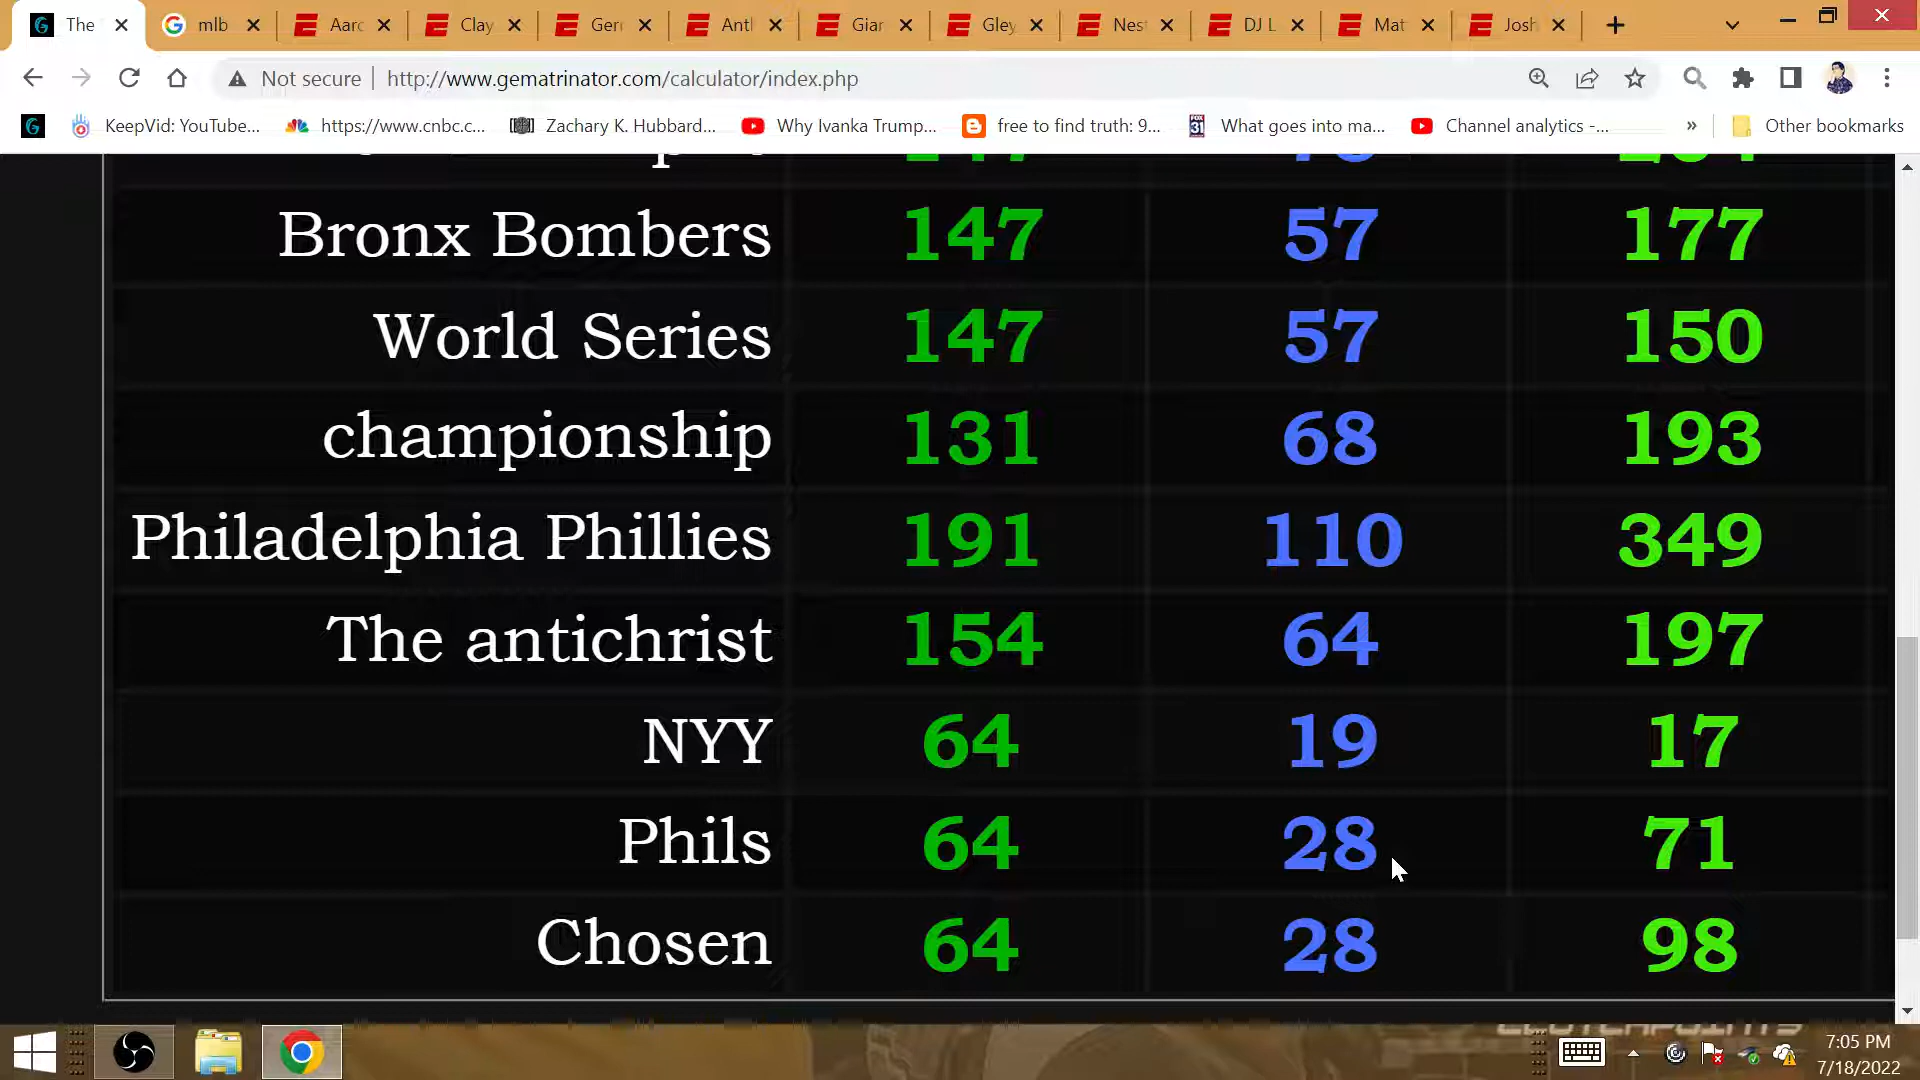 The
mlb
Aaro
Clay
Gerr
Antl
Giar
Gley
Nest
DJ L
Mat
Josh
Not secure
http://www.gematrinator.com/calculator/index.php
KeepVid: YouTube...
https://www.cnbc.c...
Zachary K. Hubbard...
Why Ivanka Trump...
free to find truth: 9...
What goes into ma...
Channel analytics -...
»
Other bookmarks
Bronx Bombers 147 57 177
World Series 147 57 150
championship 131 68 193
Philadelphia Phillies 191 110 349
The antichrist 154 64 197
NYY 64 19 17
Phils 64 28 71
Chosen 64 28 98
7:05 PM
7/18/2022